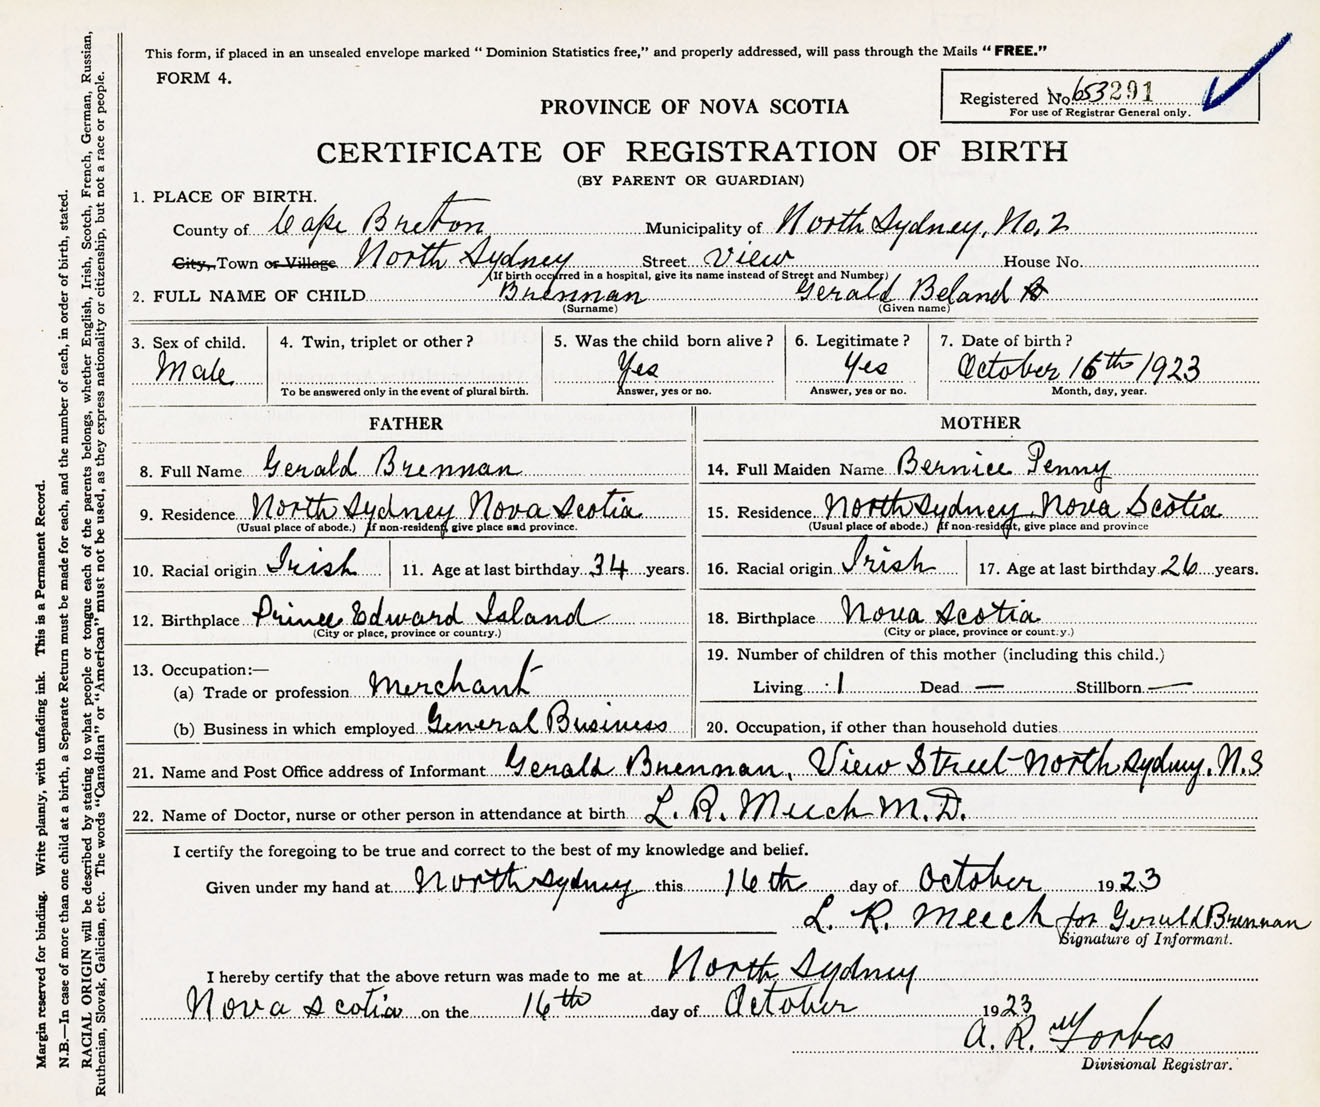 This form, if placed in an unsealed envelope marked “ Dominion Statistics free,” and properly addressed, will pass through the Mails “ FREE.”
FORM 4.
Registered No. 653291
For use of Registrar General only.
PROVINCE OF NOVA SCOTIA
CERTIFICATE OF REGISTRATION OF BIRTH
(BY PARENT OR GUARDIAN)
1. PLACE OF BIRTH.
County of Cape Breton Municipality of North Sydney, No. 2
City, Town or Village North Sydney Street View House No.
(If birth occurred in a hospital, give its name instead of Street and Number)
2. FULL NAME OF CHILD Brennan Gerald Beland
(Surname) (Given name)
3. Sex of child. 4. Twin, triplet or other? 5. Was the child born alive? 6. Legitimate? 7. Date of birth?
Male Yes Yes October 16th 1923
To be answered only in the event of plural birth. Answer, yes or no. Answer, yes or no. Month, day, year.
FATHER MOTHER
8. Full Name Gerald Brennan 14. Full Maiden Name Bernice Penny
9. Residence North Sydney Nova Scotia 15. Residence North Sydney Nova Scotia
(Usual place of abode.) If non-resident, give place and province. (Usual place of abode.) If non-resident, give place and province
10. Racial origin Irish 11. Age at last birthday 34 years. 16. Racial origin Irish 17. Age at last birthday 26 years.
12. Birthplace Prince Edward Island 18. Birthplace Nova Scotia
(City or place, province or country.) (City or place, province or country.)
13. Occupation:— 19. Number of children of this mother (including this child.)
(a) Trade or profession Merchant Living 1 Dead — Stillborn —
(b) Business in which employed General Business 20. Occupation, if other than household duties
21. Name and Post Office address of Informant Gerald Brennan, View Street-North Sydney, N.S
22. Name of Doctor, nurse or other person in attendance at birth L. R. Meech M.D.
I certify the foregoing to be true and correct to the best of my knowledge and belief.
Given under my hand at North Sydney this 16th day of October 1923
L. R. Meech for Gerald Brennan
Signature of Informant.
I hereby certify that the above return was made to me at North Sydney
Nova Scotia on the 16th day of October 1923
A. R. Forbes
Divisional Registrar.
Margin reserved for binding. Write plainly, with unfading ink. This is a Permanent Record.
N.B.—In case of more than one child at a birth, a Separate Return must be made for each, and the number of each, in order of birth, stated.
RACIAL ORIGIN will be described by stating to what people or tongue each of the parents belongs, whether English, Irish, Scotch, French, German, Russian,
Ruthenian, Slovak, Galician, etc. The words “Canadian” or “American” must not be used, as they express nationality or citizenship, but not a race or people.